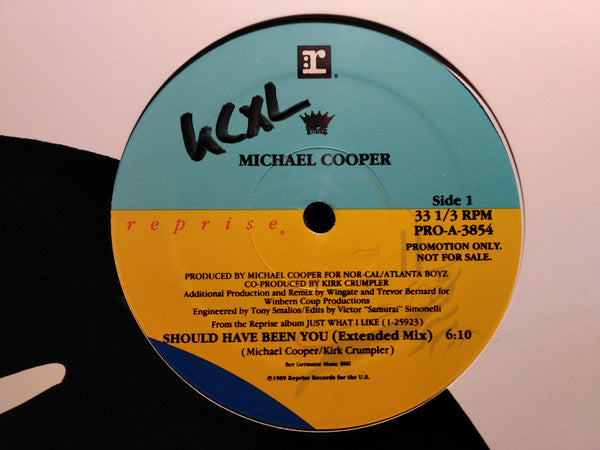 r
KCXL
MICHAEL COOPER
Side 1
33 1/3 RPM
PRO-A-3854
PROMOTION ONLY.
NOT FOR SALE.
reprise
PRODUCED BY MICHAEL COOPER FOR NOR-CAL/ATLANTA BOYZ
CO-PRODUCED BY KIRK CRUMPLER
Additional Production and Remix by Wingate and Trevor Bernard for
Winbern Coup Productions
Engineered by Tony Smalios/Edits by Victor "Samurai" Simonelli
From the Reprise album JUST WHAT I LIKE (1-25923)
SHOULD HAVE BEEN YOU (Extended Mix) 6:10
(Michael Cooper/Kirk Crumpler)
Bee Germaine Music BMI
℗1989 Reprise Records for the U.S.